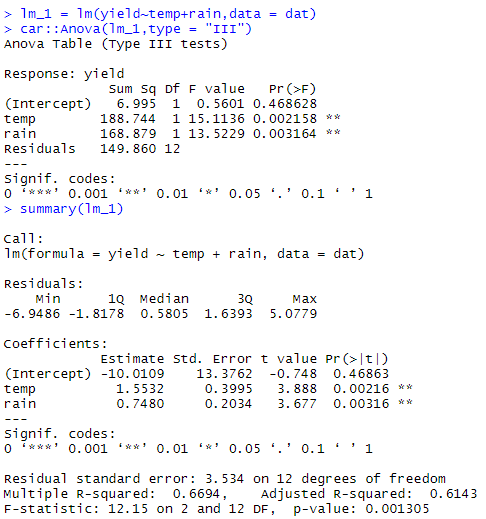 > lm_1 = lm(yield~temp+rain,data = dat)
> car::Anova(lm_1,type = "III")
Anova Table (Type III tests)

Response: yield
            Sum Sq Df F value   Pr(>F)
(Intercept)   6.995  1  0.5601 0.468628
temp        188.744  1 15.1136 0.002158 **
rain        168.879  1 13.5229 0.003164 **
Residuals   149.860 12
---
Signif. codes:
0 ‘***’ 0.001 ‘**’ 0.01 ‘*’ 0.05 ‘.’ 0.1 ‘ ’ 1
> summary(lm_1)

Call:
lm(formula = yield ~ temp + rain, data = dat)

Residuals:
    Min      1Q  Median      3Q     Max
-6.9486 -1.8178  0.5805  1.6393  5.0779

Coefficients:
            Estimate Std. Error t value Pr(>|t|)
(Intercept) -10.0109    13.3762  -0.748  0.46863
temp          1.5532     0.3995   3.888  0.00216 **
rain          0.7480     0.2034   3.677  0.00316 **
---
Signif. codes:
0 ‘***’ 0.001 ‘**’ 0.01 ‘*’ 0.05 ‘.’ 0.1 ‘ ’ 1

Residual standard error: 3.534 on 12 degrees of freedom
Multiple R-squared:  0.6694,    Adjusted R-squared:  0.6143
F-statistic: 12.15 on 2 and 12 DF,  p-value: 0.001305